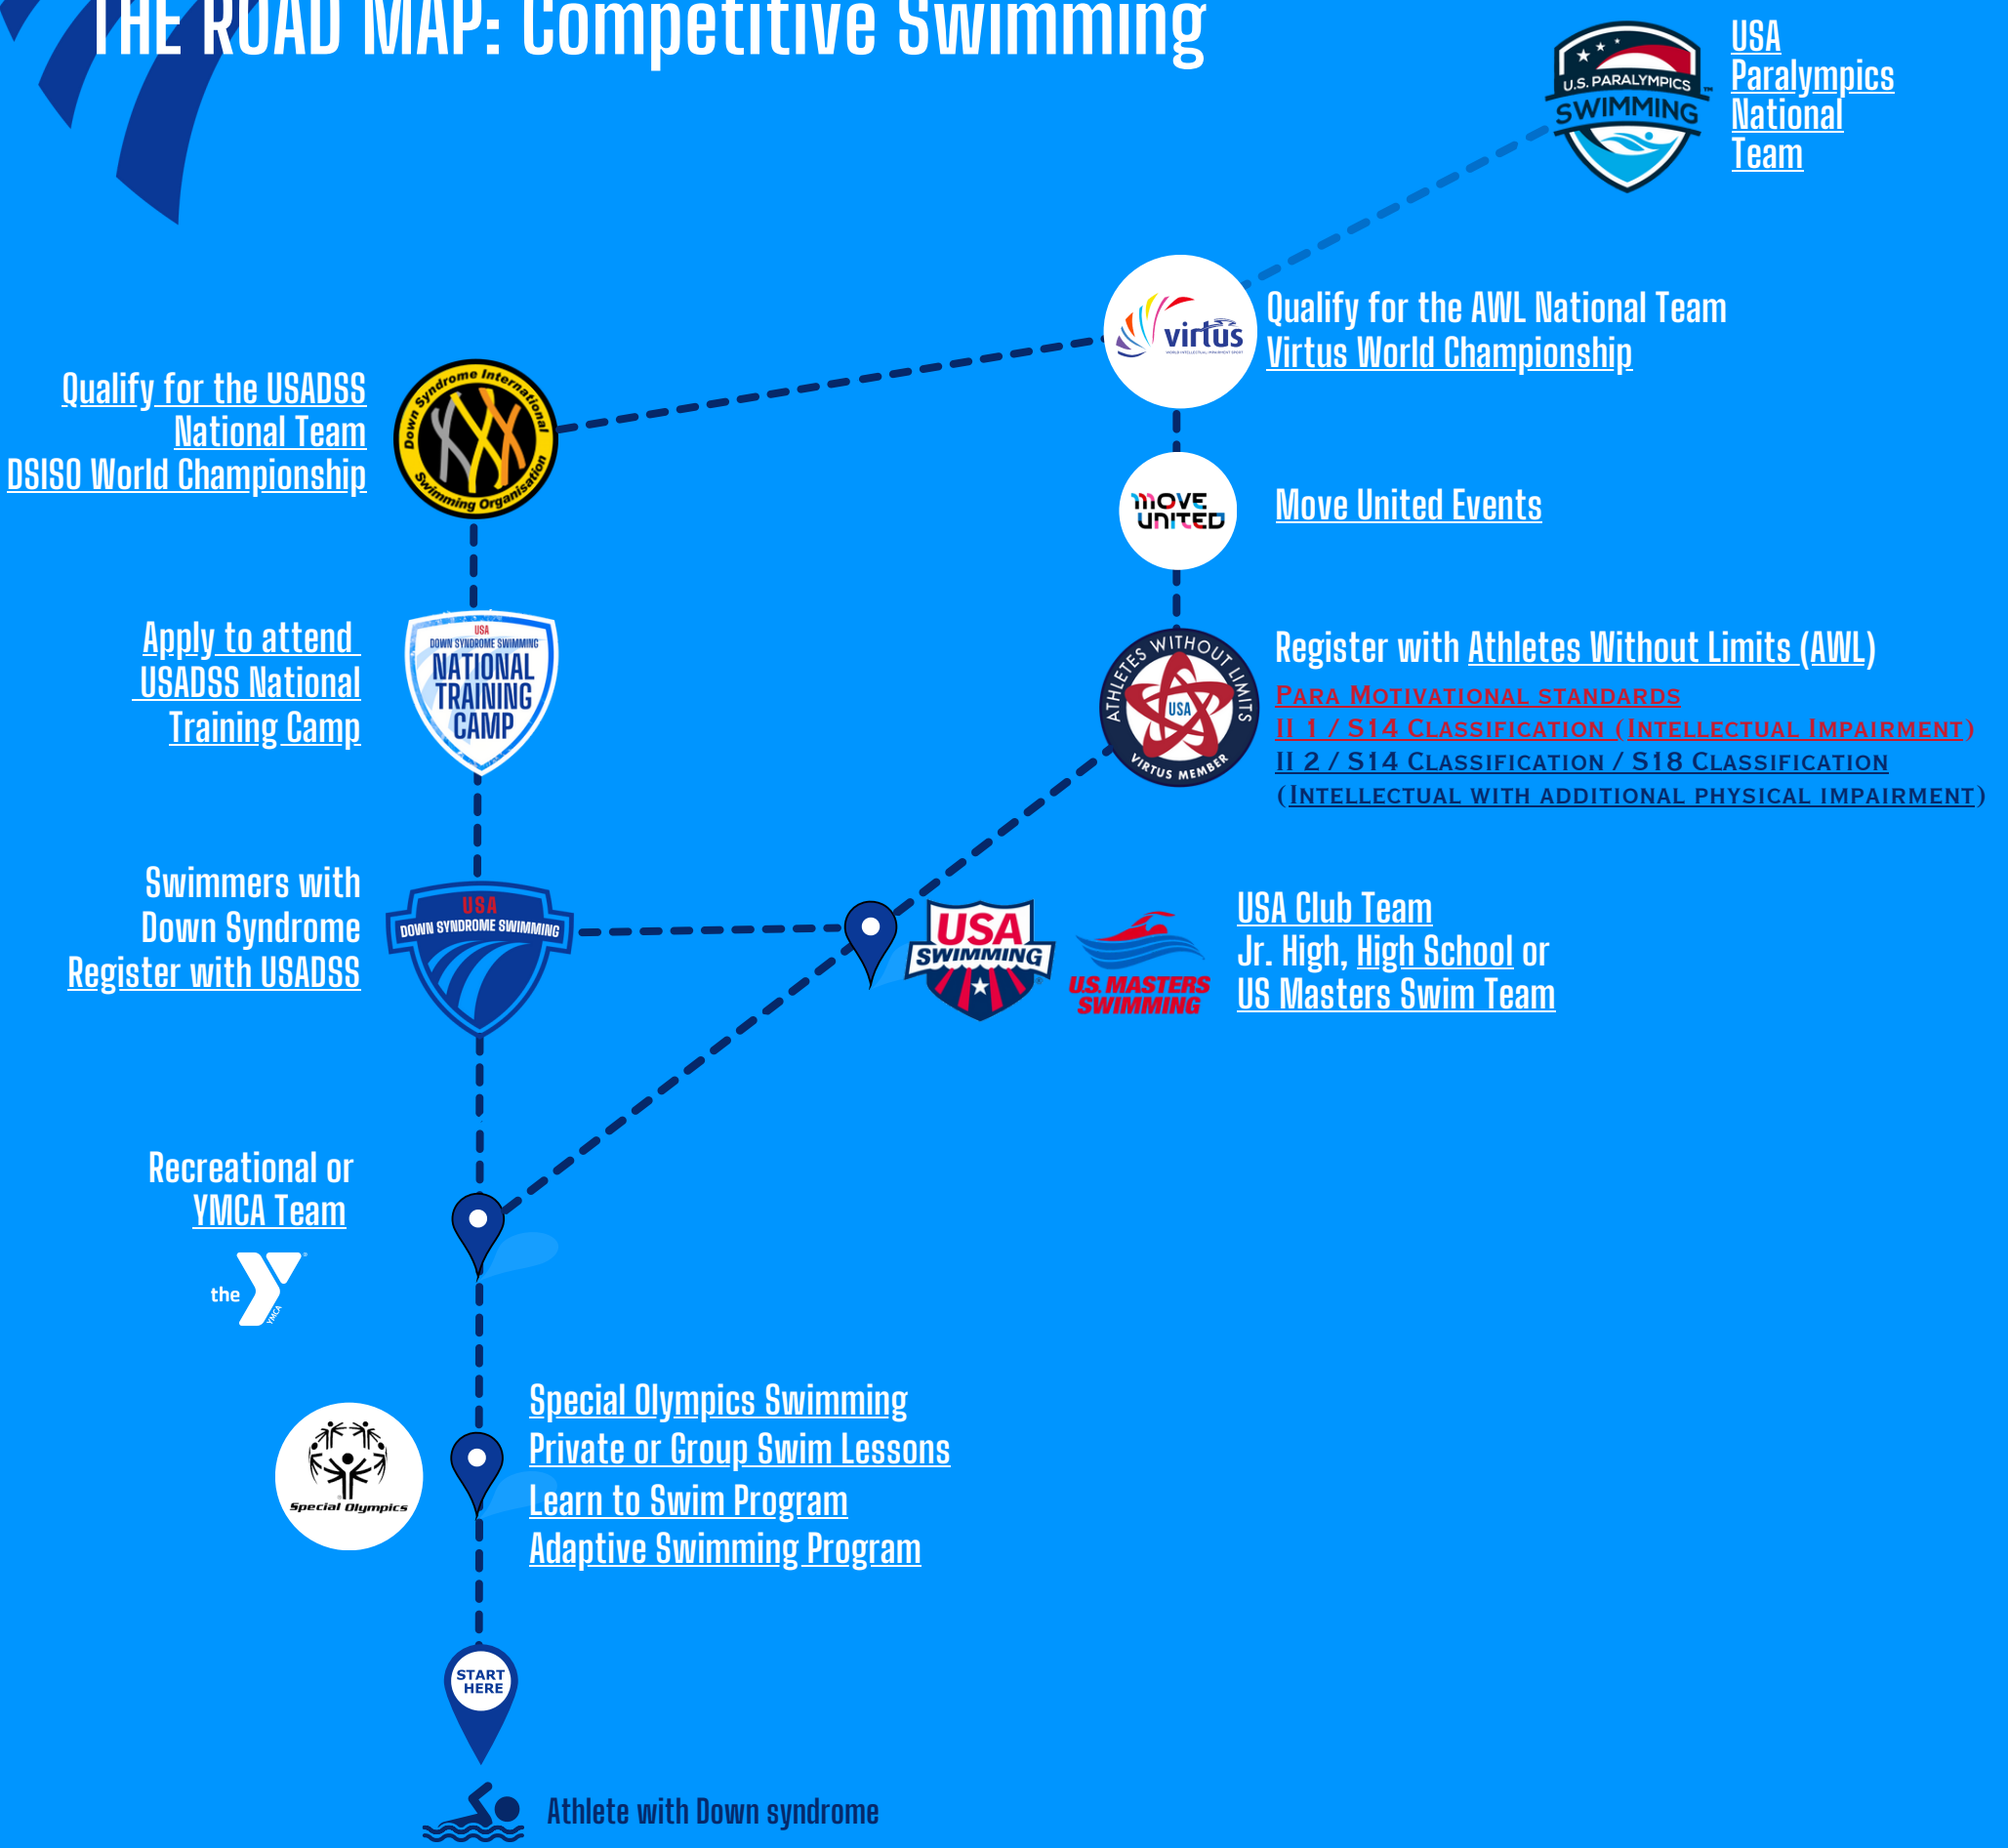 THE ROAD MAP: Competitive Swimming
U.S. PARALYMPICS
SWIMMING
TM
USA
Paralympics
National
Team
virtus
WORLD INTELLECTUAL IMPAIRMENT SPORT
Qualify for the AWL National Team
Virtus World Championship
Qualify for the USADSS
National Team
DSISO World Championship
Down Syndrome International
Swimming Organisation
MOVE
UNITED
Move United Events
Apply to attend
USADSS National
Training Camp
USA
DOWN SYNDROME SWIMMING
NATIONAL
TRAINING
CAMP
ATHLETES WITHOUT LIMITS
USA
VIRTUS MEMBER
Register with Athletes Without Limits (AWL)
PARA MOTIVATIONAL STANDARDS
II 1 / S14 CLASSIFICATION (INTELLECTUAL IMPAIRMENT)
II 2 / S14 CLASSIFICATION / S18 CLASSIFICATION
(INTELLECTUAL WITH ADDITIONAL PHYSICAL IMPAIRMENT)
Swimmers with
Down Syndrome
Register with USADSS
USA
DOWN SYNDROME SWIMMING
USA
SWIMMING
®
U.S. MASTERS
SWIMMING
USA Club Team
Jr. High, High School or
US Masters Swim Team
Recreational or
YMCA Team
the
YMCA
®
Special Olympics
Special Olympics Swimming
Private or Group Swim Lessons
Learn to Swim Program
Adaptive Swimming Program
START
HERE
Athlete with Down syndrome